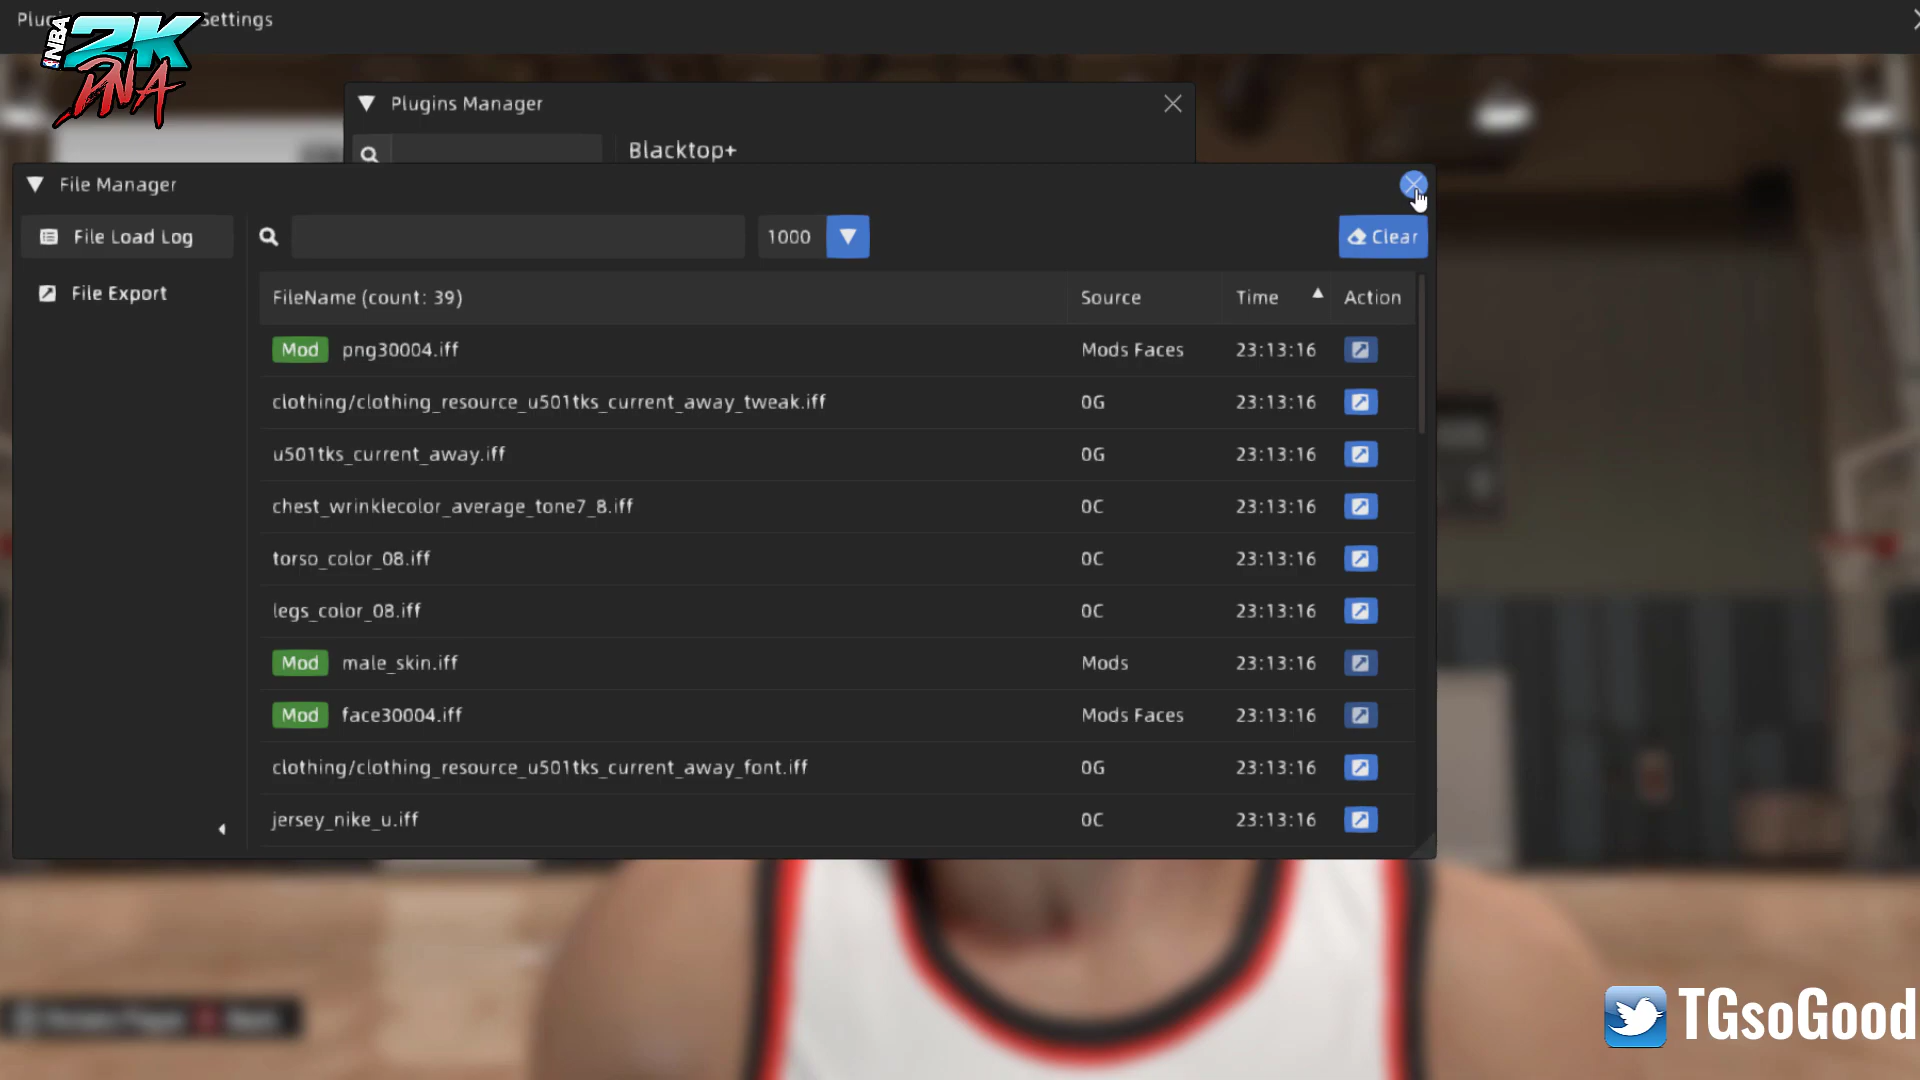 Settings
NBA 2K DNA
Plugins Manager
Blacktop+
File Manager
File Load Log
1000
Clear
File Export
FileName (count: 39) Source Time Action
Mod png30004.iff Mods Faces 23:13:16
clothing/clothing_resource_u501tks_current_away_tweak.iff 0G 23:13:16
u501tks_current_away.iff 0G 23:13:16
chest_wrinklecolor_average_tone7_8.iff 0C 23:13:16
torso_color_08.iff 0C 23:13:16
legs_color_08.iff 0C 23:13:16
Mod male_skin.iff Mods 23:13:16
Mod face30004.iff Mods Faces 23:13:16
clothing/clothing_resource_u501tks_current_away_font.iff 0G 23:13:16
jersey_nike_u.iff 0C 23:13:16
TGsoGood